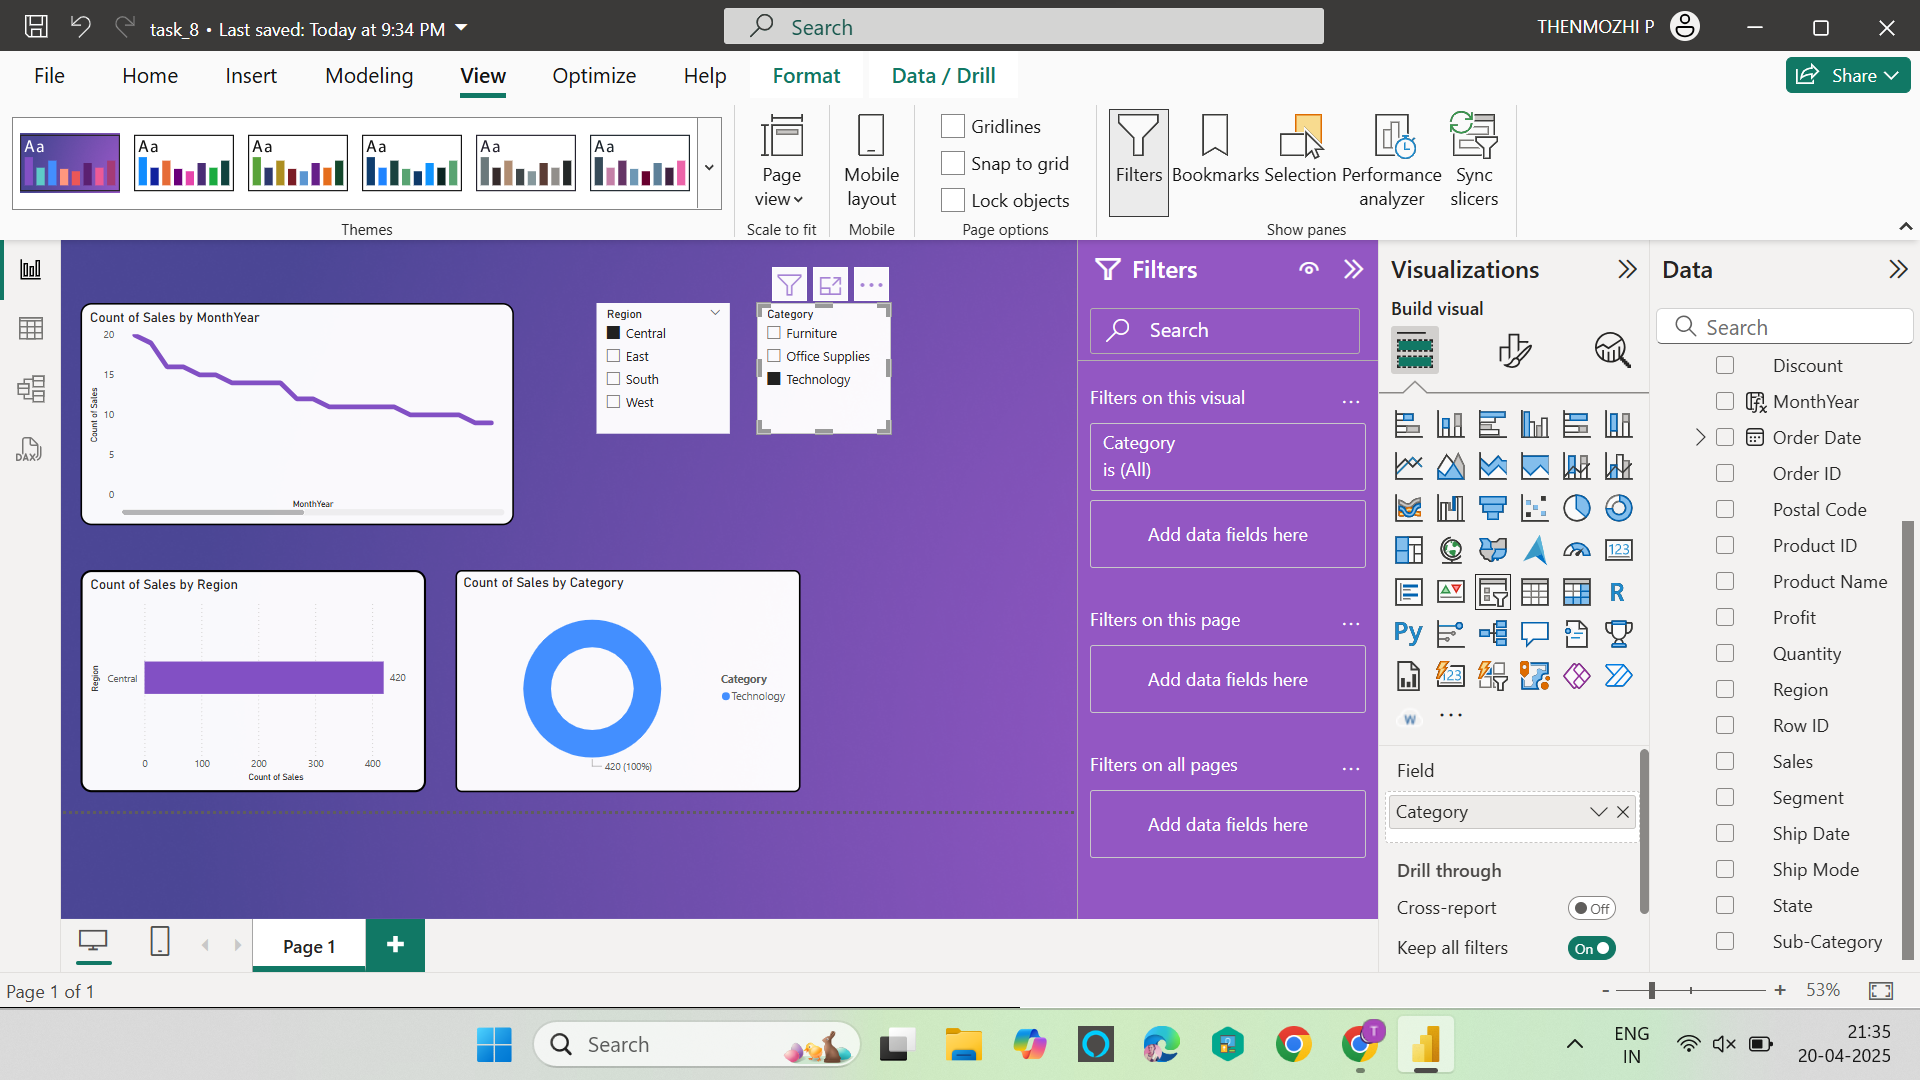 task_8 • Last saved: Today at 9:34 PM
Search
THENMOZHI P
File
Home
Insert
Modeling
View
Optimize
Help
Format
Data / Drill
Share
Aa
Aa
Aa
Aa
Aa
Aa
Themes
Page
view
Scale to fit
Mobile
layout
Mobile
Gridlines
Snap to grid
Lock objects
Page options
Filters
Bookmarks
Selection
Performance
analyzer
Sync
slicers
Show panes
DAX
Count of Sales by MonthYear
Count of Sales
20
15
10
5
0
MonthYear
Region
Central
East
South
West
Category
Furniture
Office Supplies
Technology
Count of Sales by Region
Region
Central
420
0
100
200
300
400
Count of Sales
Count of Sales by Category
420 (100%)
Category
Technology
Filters
Search
Filters on this visual
...
Category
is (All)
Add data fields here
Filters on this page
...
Add data fields here
Filters on all pages
...
Add data fields here
Visualizations
Build visual
123
R
Py
123
W
...
Field
Category
Drill through
Cross-report
Off
Keep all filters
On
Data
Search
Discount
MonthYear
Order Date
Order ID
Postal Code
Product ID
Product Name
Profit
Quantity
Region
Row ID
Sales
Segment
Ship Date
Ship Mode
State
Sub-Category
Page 1
+
Page 1 of 1
-
+
53%
Search
T
ENG
IN
21:35
20-04-2025